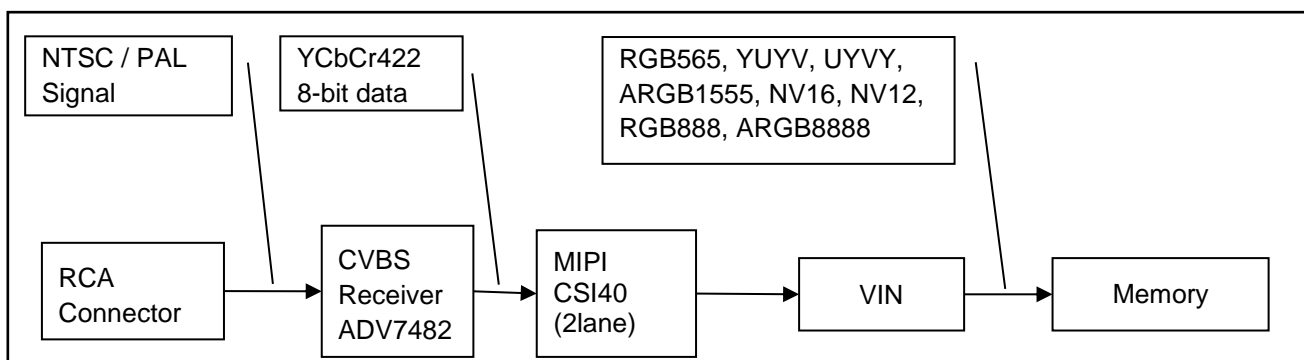 NTSC / PAL
Signal
YCbCr422
8-bit data
RGB565, YUYV, UYVY,
ARGB1555, NV16, NV12,
RGB888, ARGB8888
RCA
Connector
CVBS
Receiver
ADV7482
MIPI
CSI40
(2lane)
VIN
Memory